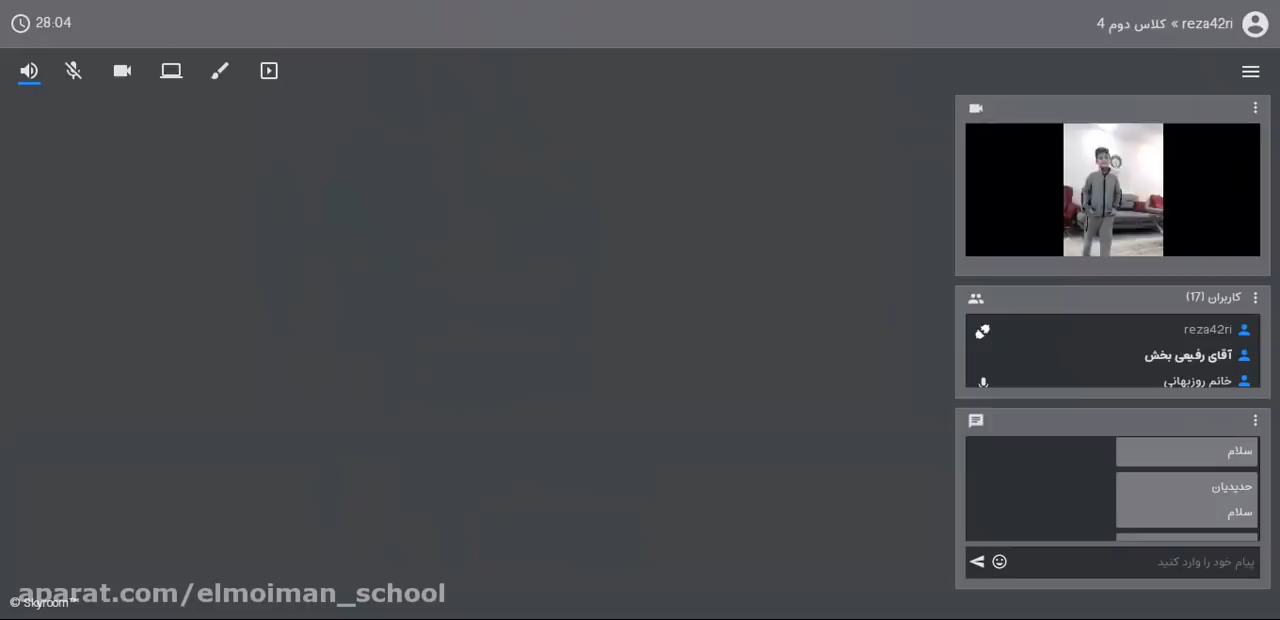 28:04
reza42ri » کلاس دوم 4
کاربران (17)
reza42ri
آقای رفیعی بخش
خانم روزبهانی
سلام
حدیدیان
سلام
پیام خود را وارد کنید
aparat.com/elmoiman_school
© Skyroom™